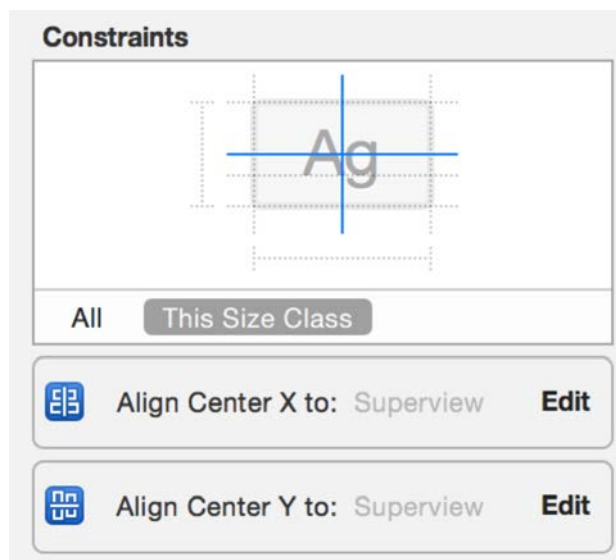 Constraints
Ag
All This Size Class
Align Center X to: Superview Edit
Align Center Y to: Superview Edit